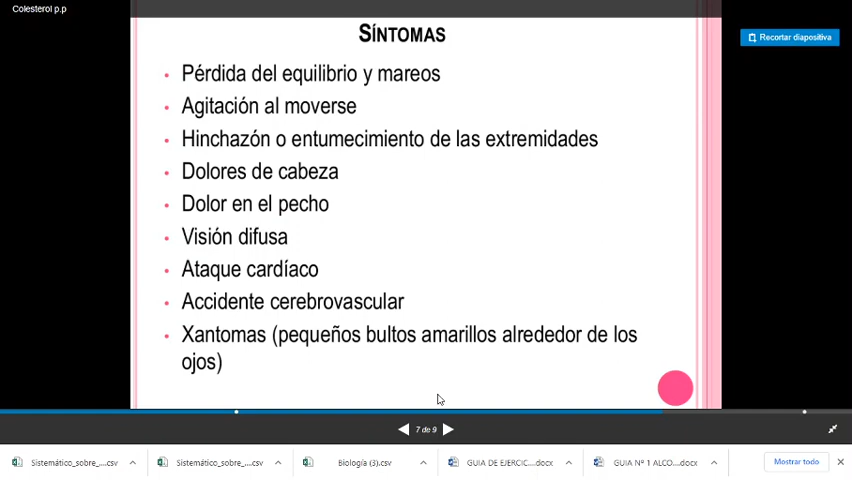 Colesterol p.p
SÍNTOMAS
Recortar diapositiva
• Pérdida del equilibrio y mareos
• Agitación al moverse
• Hinchazón o entumecimiento de las extremidades
• Dolores de cabeza
• Dolor en el pecho
• Visión difusa
• Ataque cardíaco
• Accidente cerebrovascular
• Xantomas (pequeños bultos amarillos alrededor de los
ojos)
7 de 9
Sistemático_sobre_....csv
Sistemático_sobre_....csv
Biología (3).csv
GUIA DE EJERCIC....docx
GUIA Nº 1 ALCO....docx
Mostrar todo